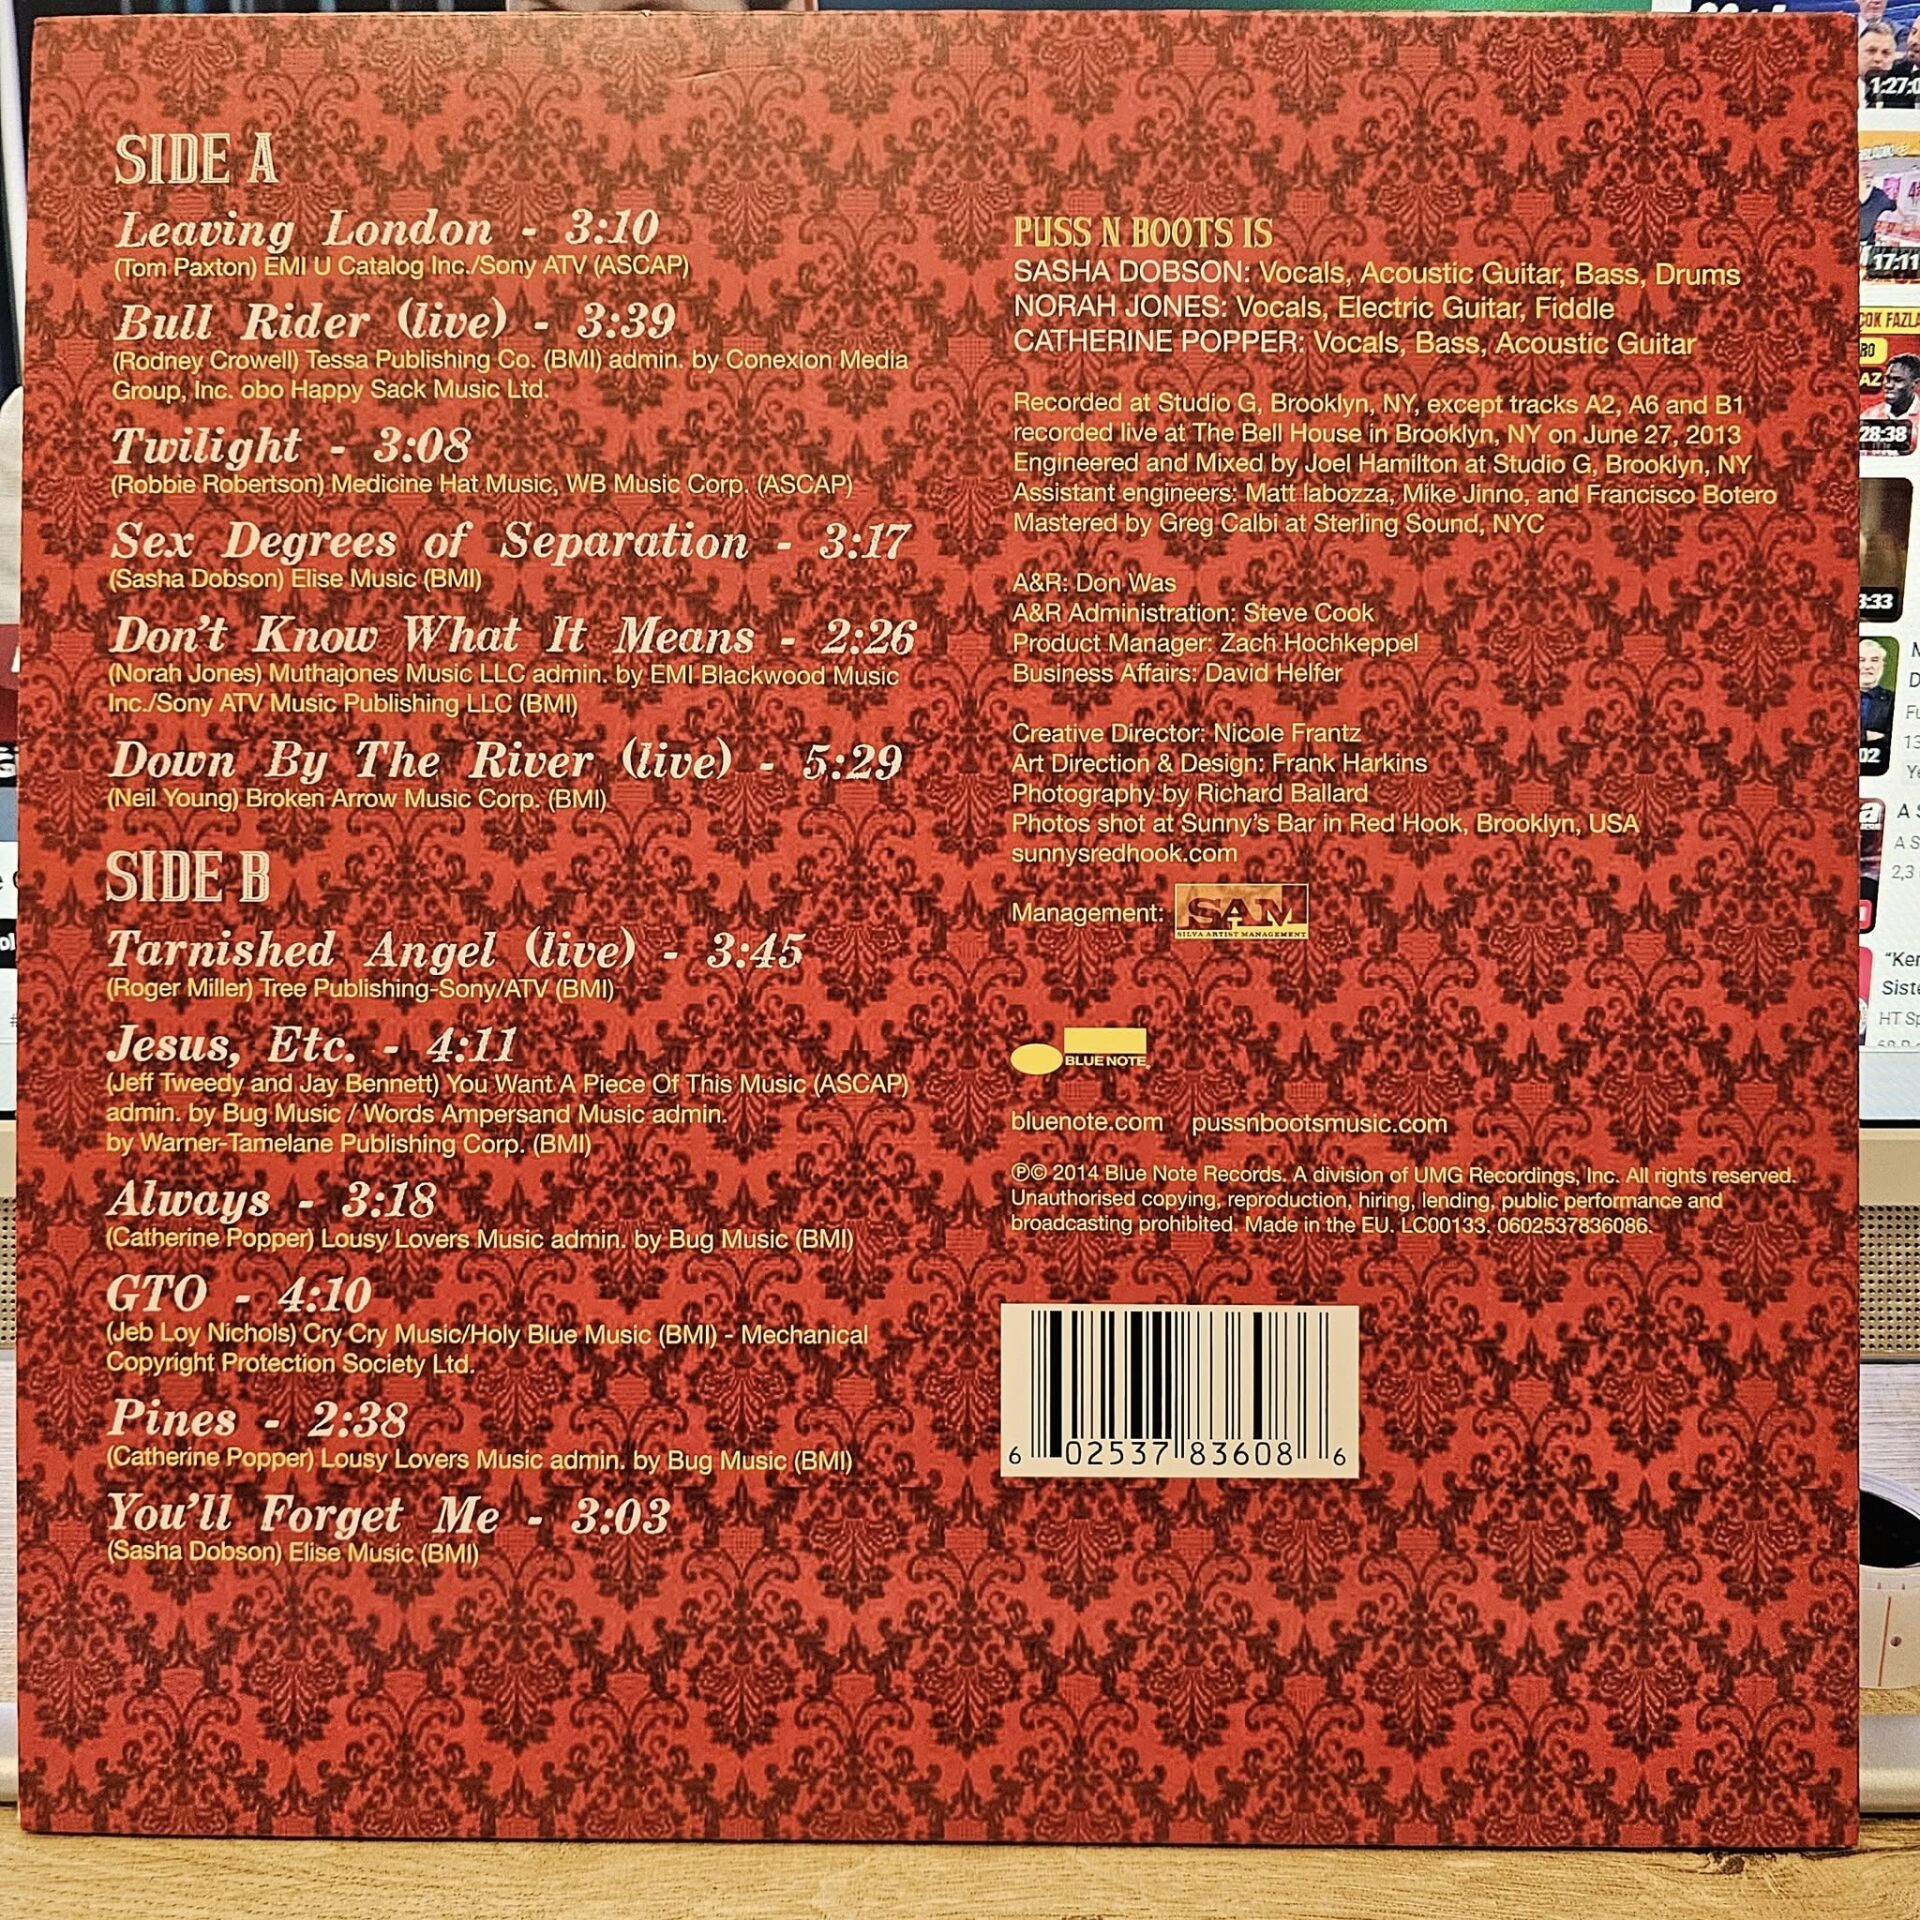 SIDE A
Leaving London - 3:10
(Tom Paxton) EMI U Catalog Inc./Sony ATV (ASCAP)
Bull Rider (live) - 3:39
(Rodney Crowell) Tessa Publishing Co. (BMI) admin. by Conexion Media
Group, Inc. obo Happy Sack Music Ltd.
Twilight - 3:08
(Robbie Robertson) Medicine Hat Music, WB Music Corp. (ASCAP)
Sex Degrees of Separation - 3:17
(Sasha Dobson) Elise Music (BMI)
Don't Know What It Means - 2:26
(Norah Jones) Muthajones Music LLC admin. by EMI Blackwood Music
Inc./Sony ATV Music Publishing LLC (BMI)
Down By The River (live) - 5:29
(Neil Young) Broken Arrow Music Corp. (BMI)
SIDE B
Tarnished Angel (live) - 3:45
(Roger Miller) Tree Publishing-Sony/ATV (BMI)
Jesus, Etc. - 4:11
(Jeff Tweedy and Jay Bennett) You Want A Piece Of This Music (ASCAP)
admin. by Bug Music / Words Ampersand Music admin.
by Warner-Tamelane Publishing Corp. (BMI)
Always - 3:18
(Catherine Popper) Lousy Lovers Music admin. by Bug Music (BMI)
GTO - 4:10
(Jeb Loy Nichols) Cry Cry Music/Holy Blue Music (BMI) - Mechanical
Copyright Protection Society Ltd.
Pines - 2:38
(Catherine Popper) Lousy Lovers Music admin. by Bug Music (BMI)
You'll Forget Me - 3:03
(Sasha Dobson) Elise Music (BMI)
PUSS N BOOTS IS
SASHA DOBSON: Vocals, Acoustic Guitar, Bass, Drums
NORAH JONES: Vocals, Electric Guitar, Fiddle
CATHERINE POPPER: Vocals, Bass, Acoustic Guitar
Recorded at Studio G, Brooklyn, NY, except tracks A2, A6 and B1
recorded live at The Bell House in Brooklyn, NY on June 27, 2013
Engineered and Mixed by Joel Hamilton at Studio G, Brooklyn, NY
Assistant engineers: Matt labozza, Mike Jinno, and Francisco Botero
Mastered by Greg Calbi at Sterling Sound, NYC
A&R: Don Was
A&R Administration: Steve Cook
Product Manager: Zach Hochkeppel
Business Affairs: David Helfer
Creative Director: Nicole Frantz
Art Direction & Design: Frank Harkins
Photography by Richard Ballard
Photos shot at Sunny's Bar in Red Hook, Brooklyn, USA
sunnysredhook.com
Management: SAM
SILVA ARTIST MANAGEMENT
BLUE NOTE
bluenote.com pussnbootsmusic.com
℗© 2014 Blue Note Records. A division of UMG Recordings, Inc. All rights reserved.
Unauthorised copying, reproduction, hiring, lending, public performance and
broadcasting prohibited. Made in the EU. LC00133. 0602537836086.
6 02537 83608 6
17:11
28:38
3:33
02
2,3
"Ker
Siste